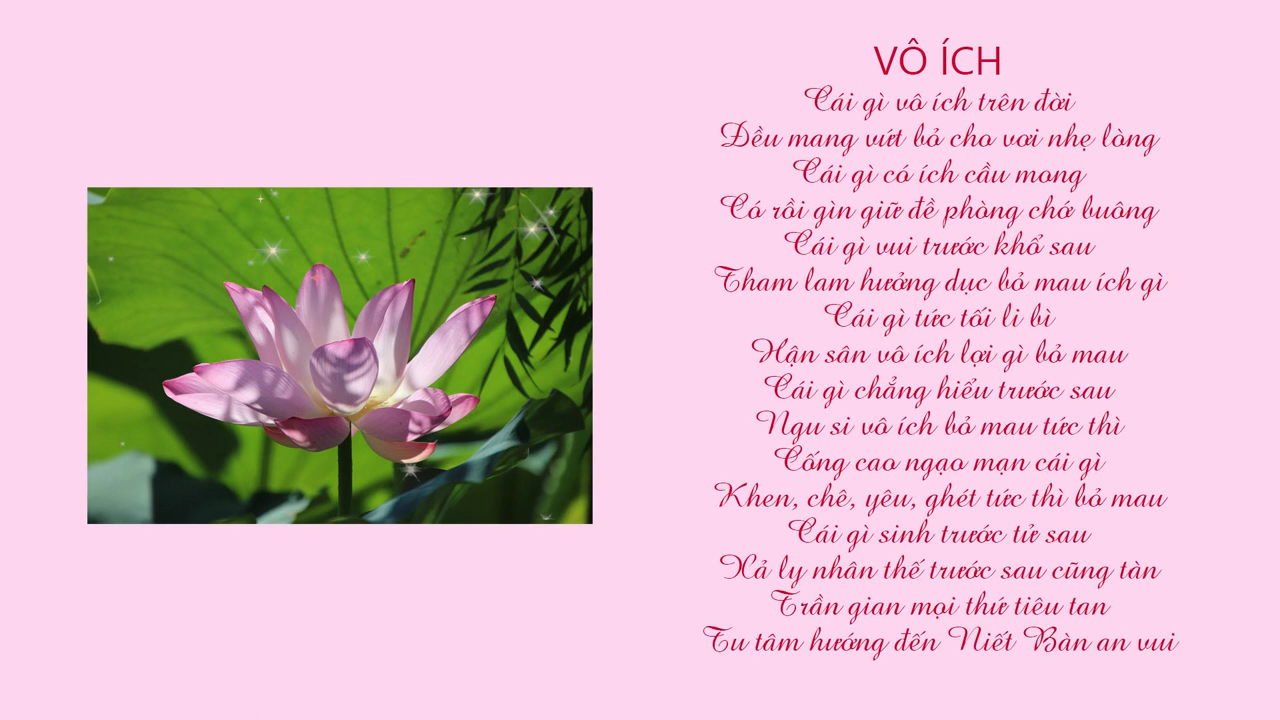 VÔ ÍCH
Cái gì vô ích trên đời
Đều mang vứt bỏ cho vơi nhẹ lòng
Cái gì có ích cầu mong
Có rồi gìn giữ đề phòng chớ buông
Cái gì vui trước khổ sau
Tham lam hưởng dục bỏ mau ích gì
Cái gì tức tối li bì
Hận sân vô ích lợi gì bỏ mau
Cái gì chẳng hiểu trước sau
Ngu si vô ích bỏ mau tức thì
Cống cao ngạo mạn cái gì
Khen, chê, yêu, ghét tức thì bỏ mau
Cái gì sinh trước tử sau
Xả ly nhân thế trước sau cũng tàn
Trần gian mọi thứ tiêu tan
Tu tâm hướng đến Niết Bàn an vui